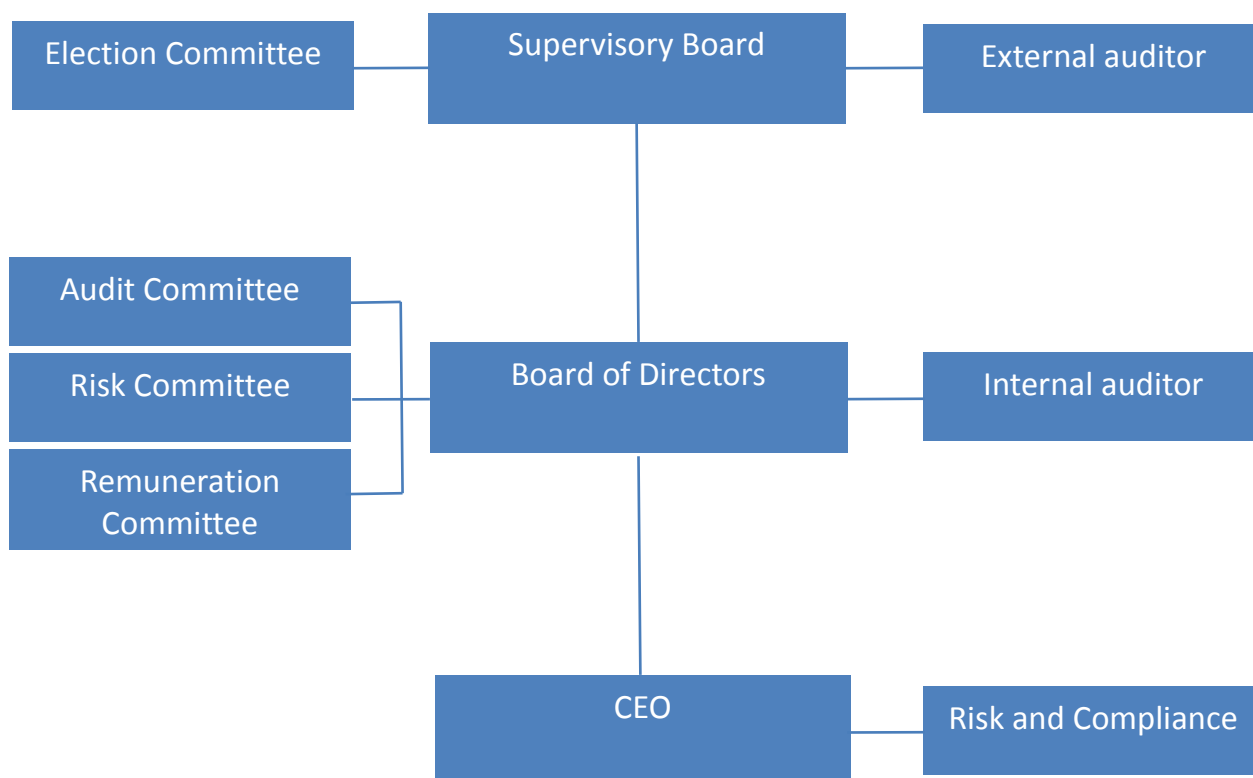 Election Committee
Supervisory Board
External auditor
Audit Committee
Risk Committee
Remuneration
Committee
Board of Directors
Internal auditor
CEO
Risk and Compliance